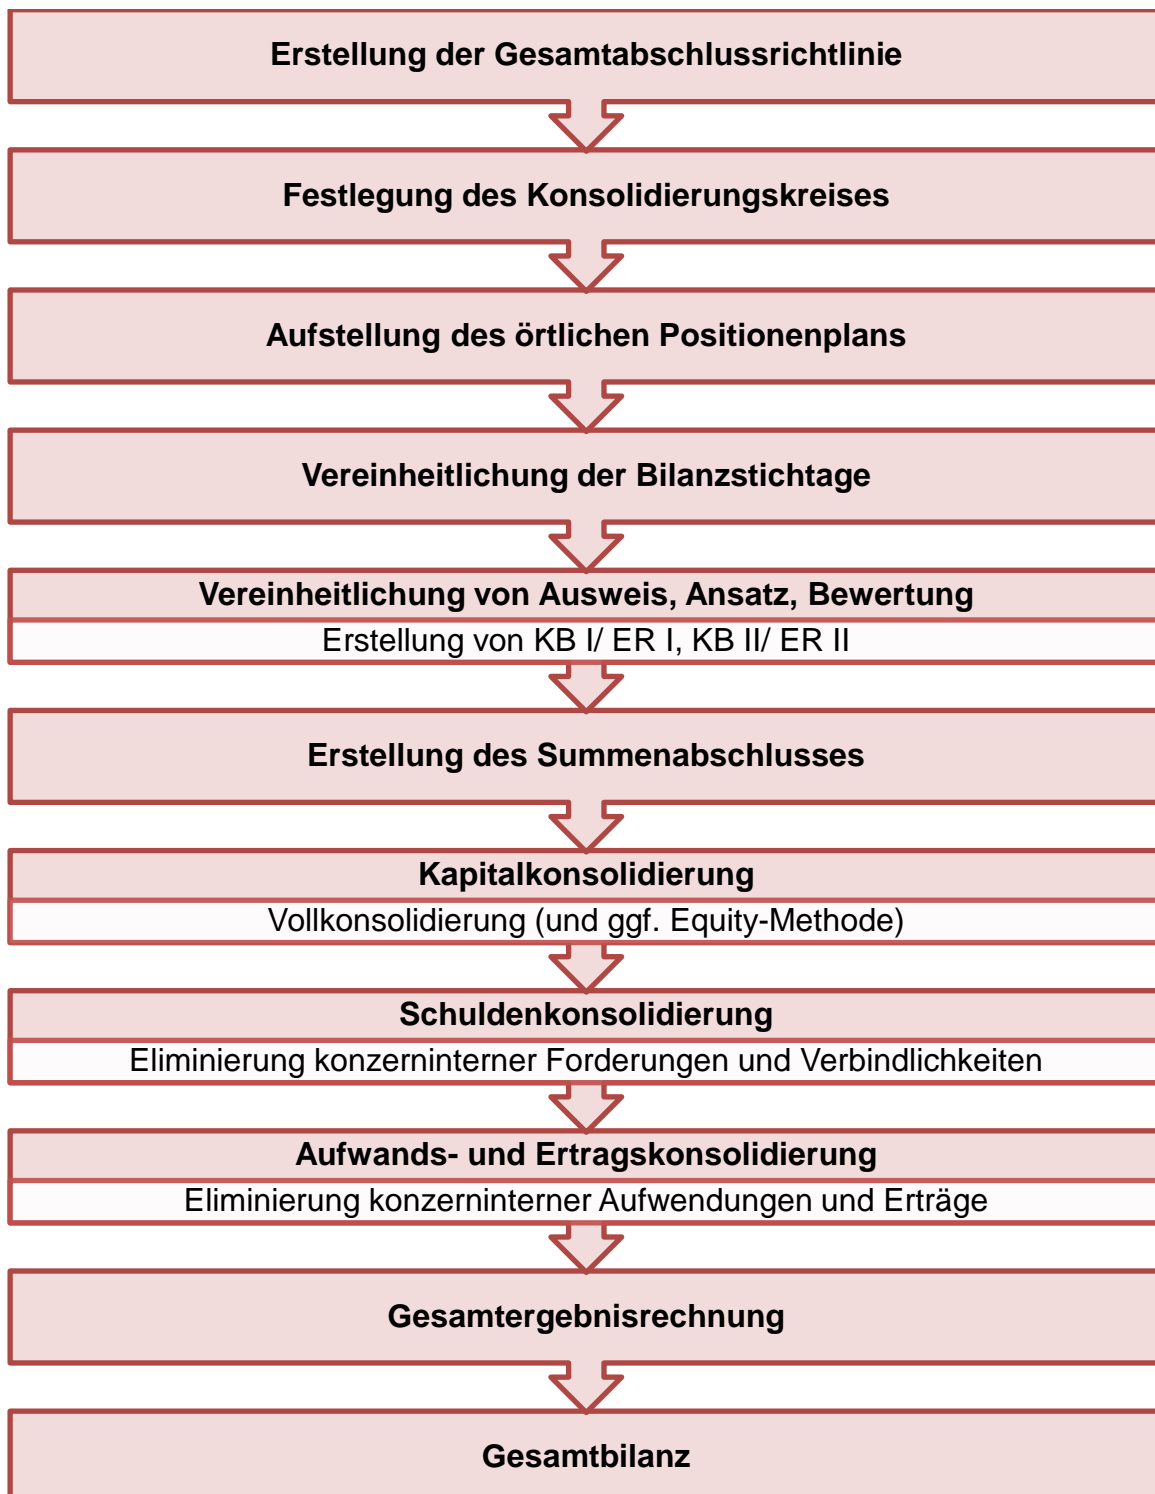 Erstellung der Gesamtabschlussrichtlinie
Festlegung des Konsolidierungskreises
Aufstellung des örtlichen Positionenplans
Vereinheitlichung der Bilanzstichtage
Vereinheitlichung von Ausweis, Ansatz, Bewertung
Erstellung von KB I/ ER I, KB II/ ER II
Erstellung des Summenabschlusses
Kapitalkonsolidierung
Vollkonsolidierung (und ggf. Equity-Methode)
Schuldenkonsolidierung
Eliminierung konzerninterner Forderungen und Verbindlichkeiten
Aufwands- und Ertragskonsolidierung
Eliminierung konzerninterner Aufwendungen und Erträge
Gesamtergebnisrechnung
Gesamtbilanz